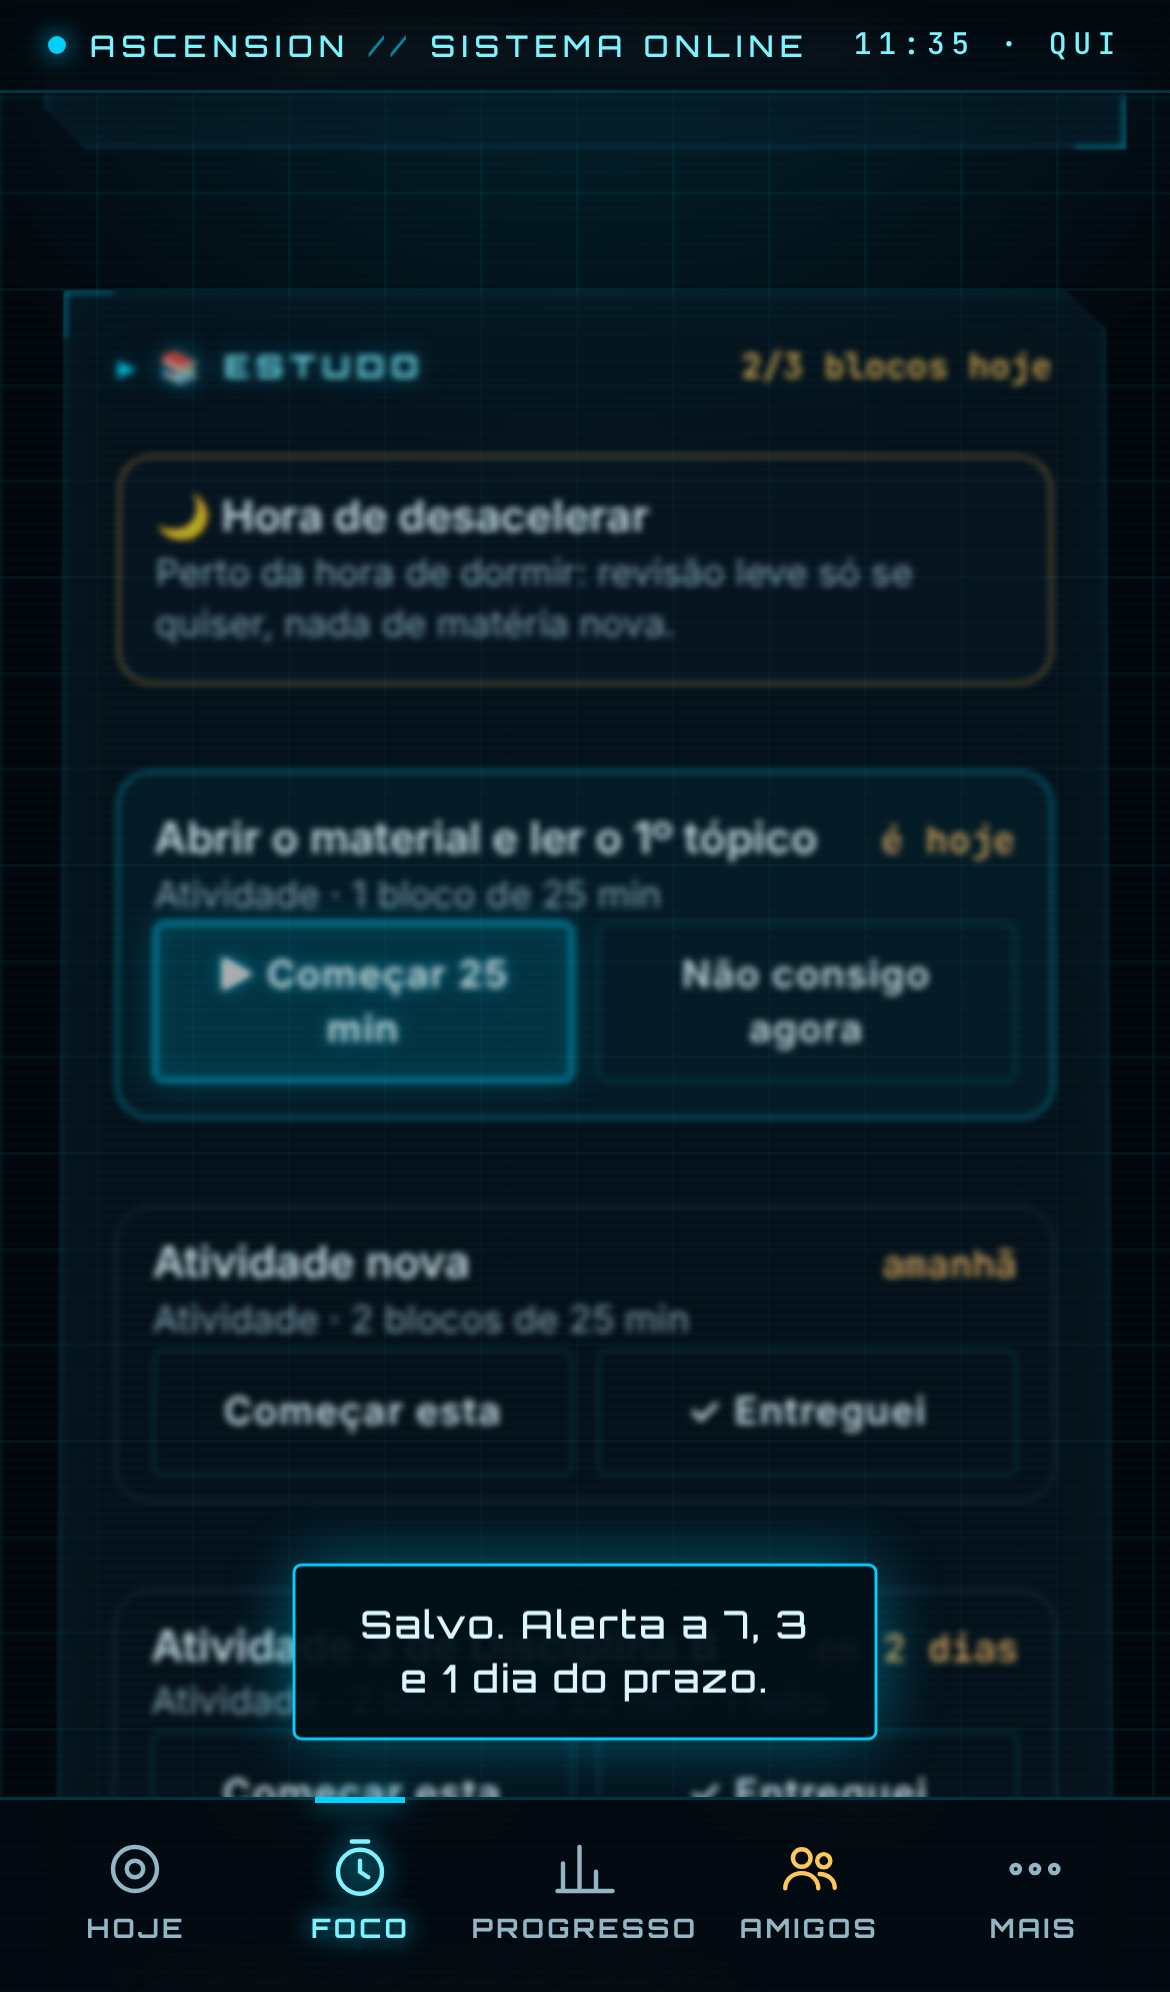 ASCENSION // SISTEMA ONLINE 11:35 · QUI
ESTUDO 2/3 blocos hoje
Hora de desacelerar
Perto da hora de dormir: revisão leve só se
quiser, nada de matéria nova.
Abrir o material e ler o 1º tópico é hoje
Atividade · 1 bloco de 25 min
▶ Começar 25
min
Não consigo
agora
Atividade nova amanhã
Atividade · 2 blocos de 25 min
Começar esta ✓ Entreguei
2 dias
Salvo. Alerta a 7, 3
e 1 dia do prazo.
Começar esta ✓ Entreguei
HOJE FOCO PROGRESSO AMIGOS MAIS